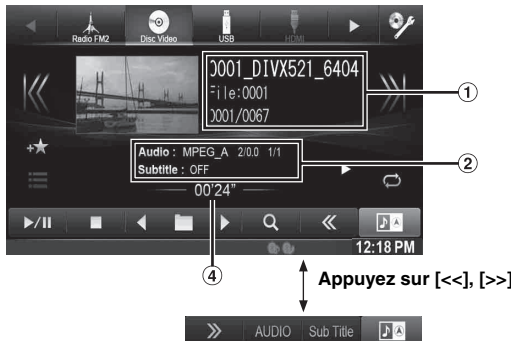 Radio FM2 Disc Video USB HDMI
0001_DIVX521_6404
File:0001
0001/0067
1
Audio : MPEG_A 2/0.0 1/1
Subtitle : OFF
2
00'24"
12:18 PM
4
Appuyez sur [<<], [>>]
AUDIO Sub Title